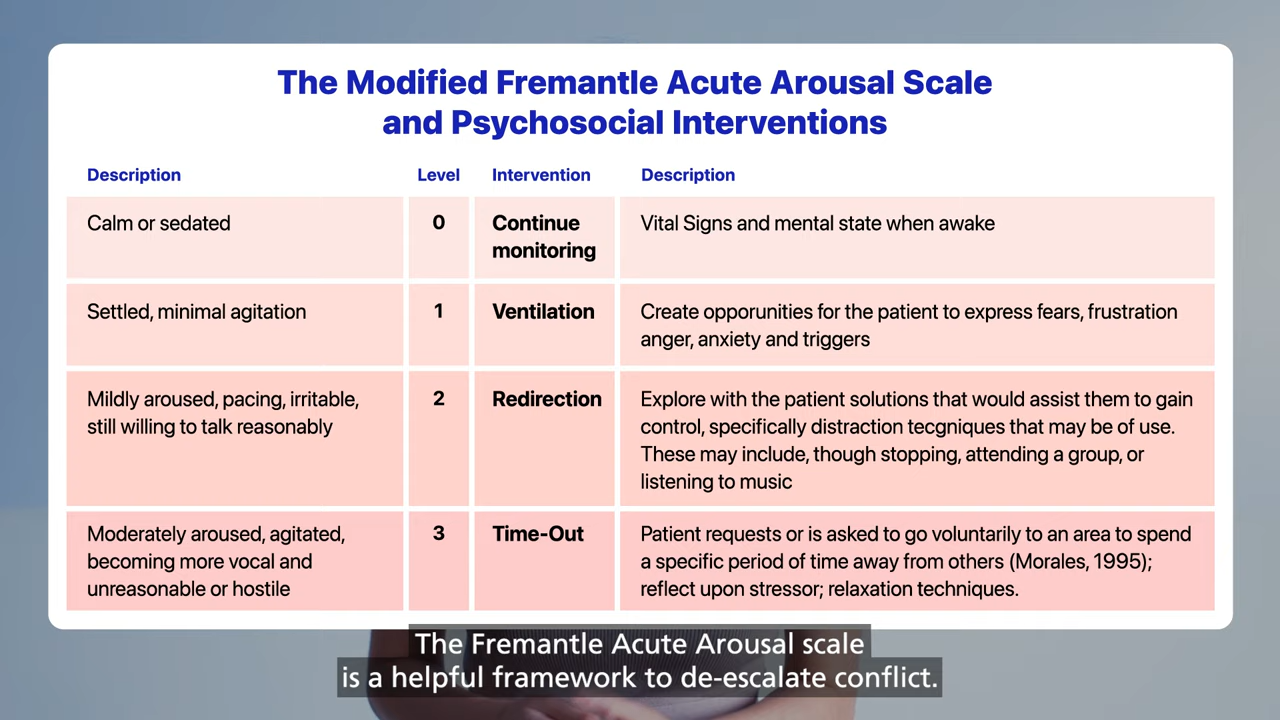 The Modified Fremantle Acute Arousal Scale
and Psychosocial Interventions
Description Level Intervention Description
Calm or sedated 0 Continue Vital Signs and mental state when awake
monitoring
Settled, minimal agitation 1 Ventilation Create opporunities for the patient to express fears, frustration
anger, anxiety and triggers
Mildly aroused, pacing, irritable, 2 Redirection Explore with the patient solutions that would assist them to gain
still willing to talk reasonably control, specifically distraction tecgniques that may be of use.
These may include, though stopping, attending a group, or
listening to music
Moderately aroused, agitated, 3 Time-Out Patient requests or is asked to go voluntarily to an area to spend
becoming more vocal and a specific period of time away from others (Morales, 1995);
unreasonable or hostile reflect upon stressor; relaxation techniques.
The Fremantle Acute Arousal scale
is a helpful framework to de-escalate conflict.